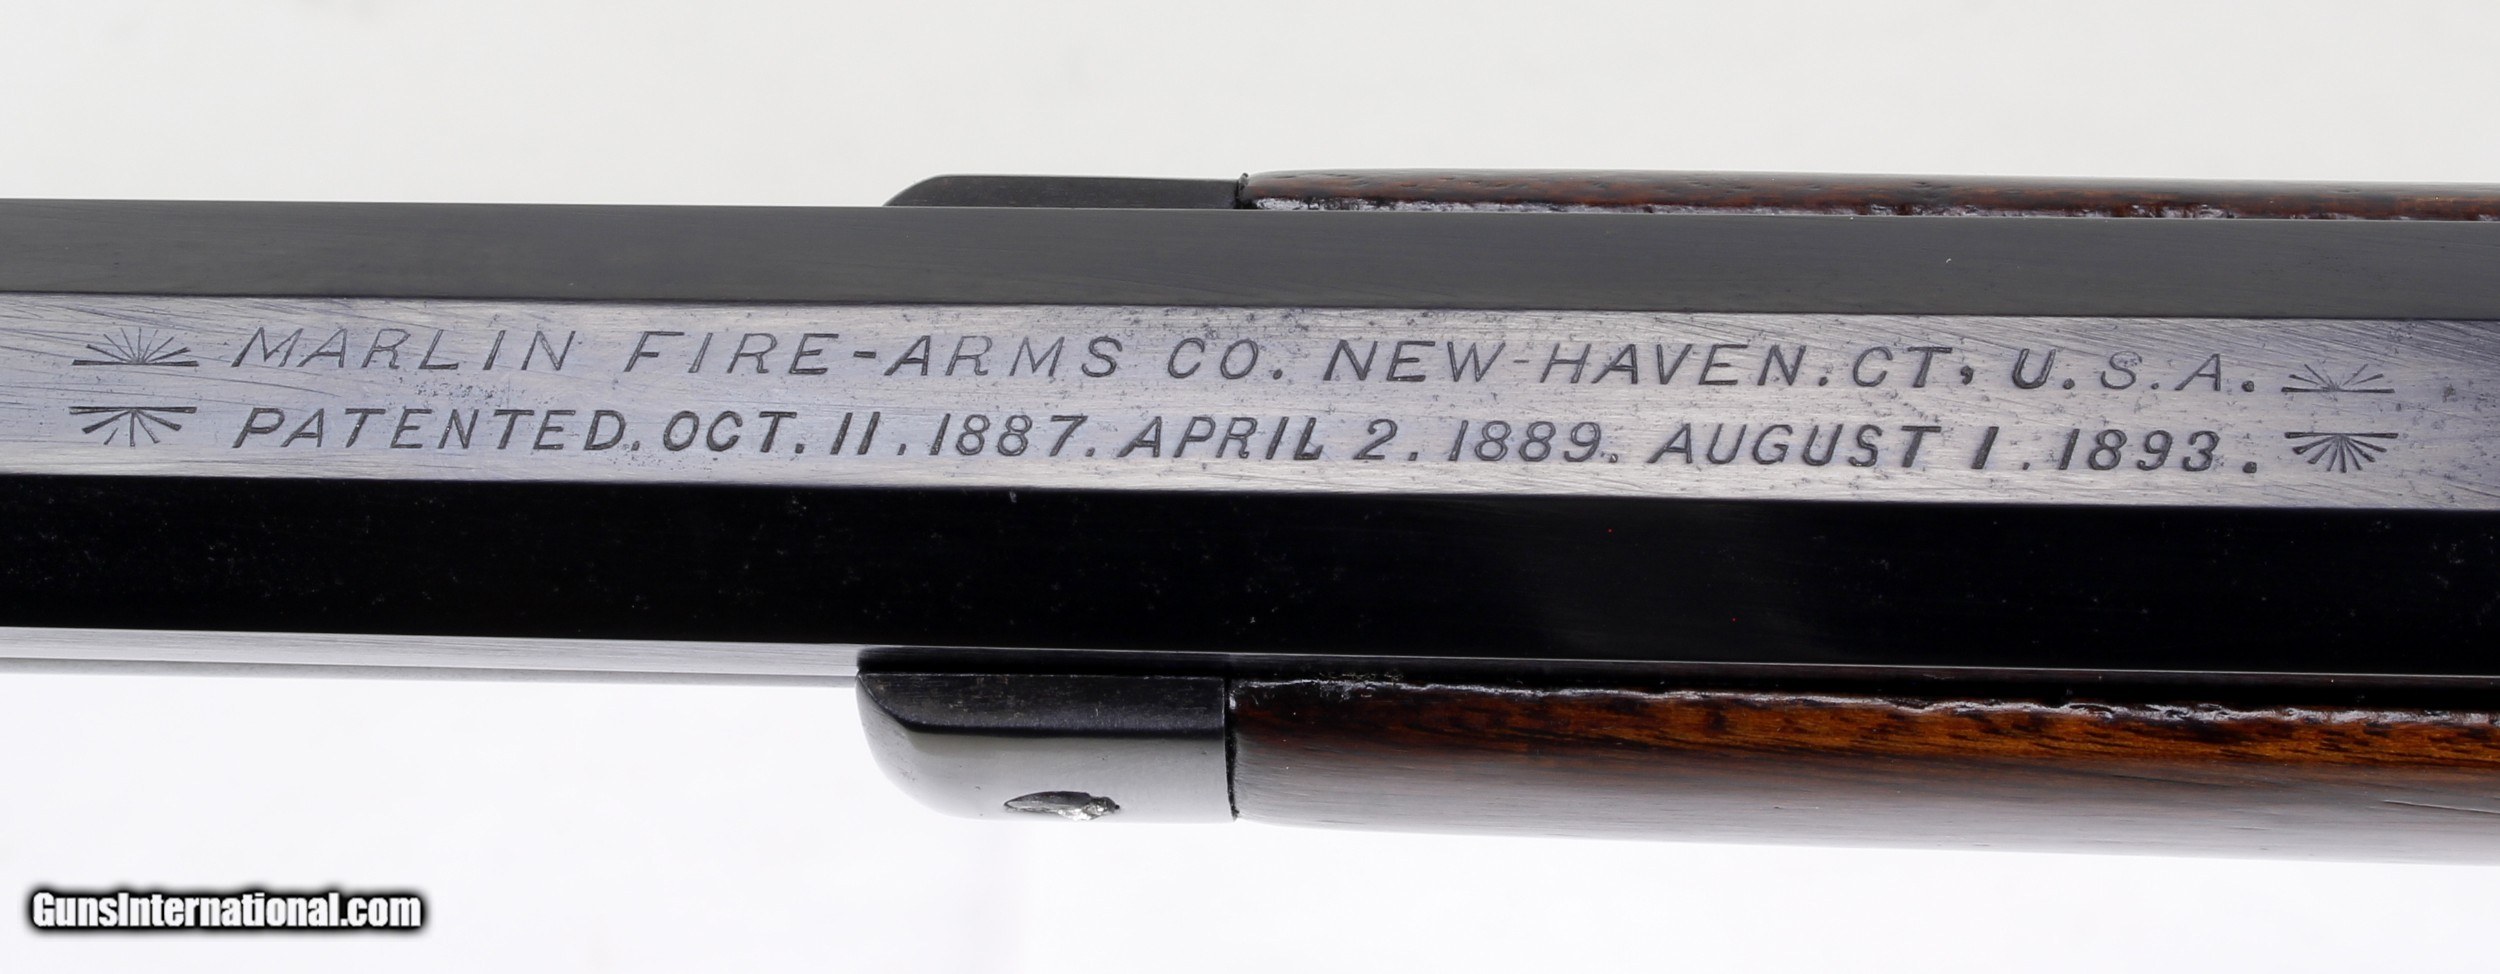 MARLIN FIRE-ARMS CO. NEW-HAVEN. CT, U.S.A.
PATENTED. OCT. 11. 1887. APRIL 2. 1889. AUGUST 1. 1893.
GunsInternational.com